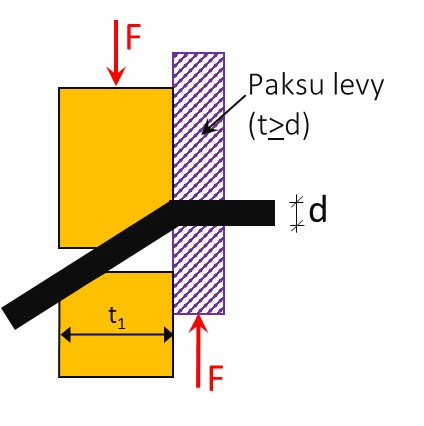 F
Paksu levy
(t≥d)
d
t₁
F